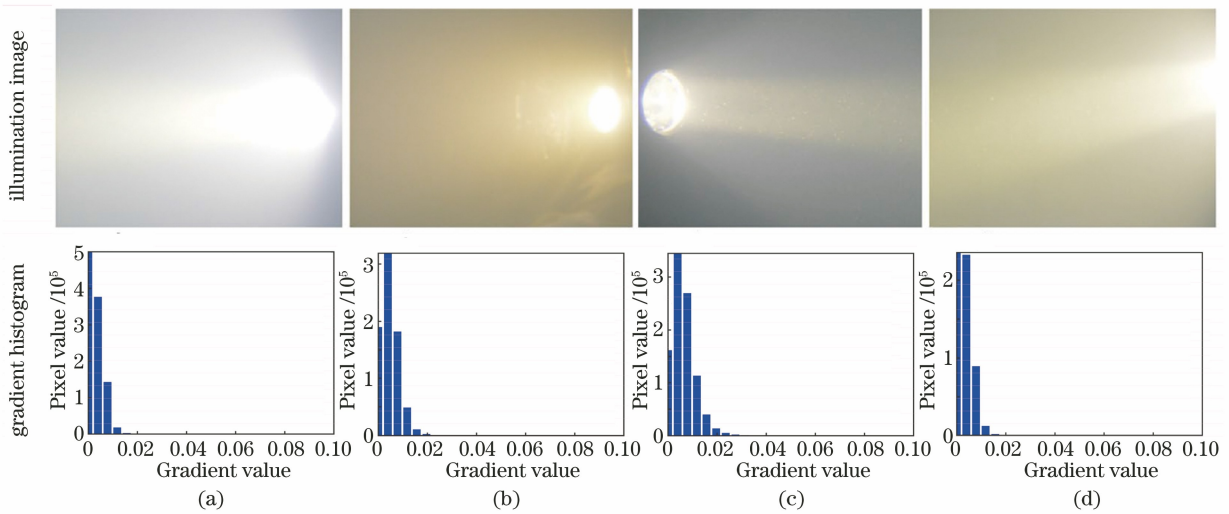 illumination image
gradient histogram
Pixel value /10⁵
5
4
3
2
1
0
0 0.02 0.04 0.06 0.08 0.10
Gradient value
(a)
Pixel value /10⁵
3
2
1
0
0 0.02 0.04 0.06 0.08 0.10
Gradient value
(b)
Pixel value /10⁵
3
2
1
0
0 0.02 0.04 0.06 0.08 0.10
Gradient value
(c)
Pixel value /10⁵
2
1
0
0 0.02 0.04 0.06 0.08 0.10
Gradient value
(d)